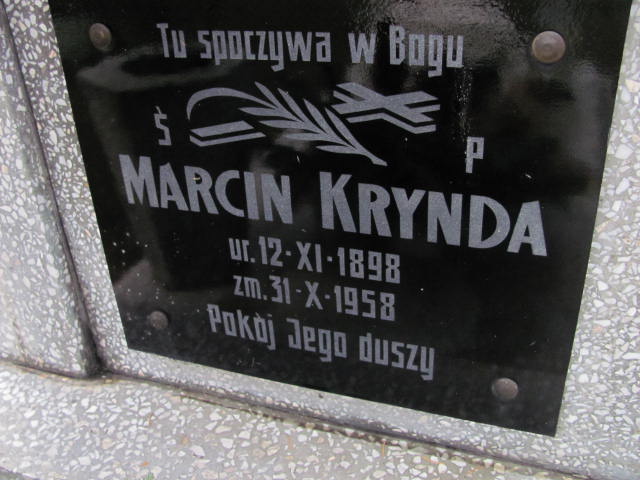 Tu spoczywa w Bogu
Ś P
MARCIN KRYNDA
ur. 12-XI-1898
zm. 31-X-1958
Pokój Jego duszy